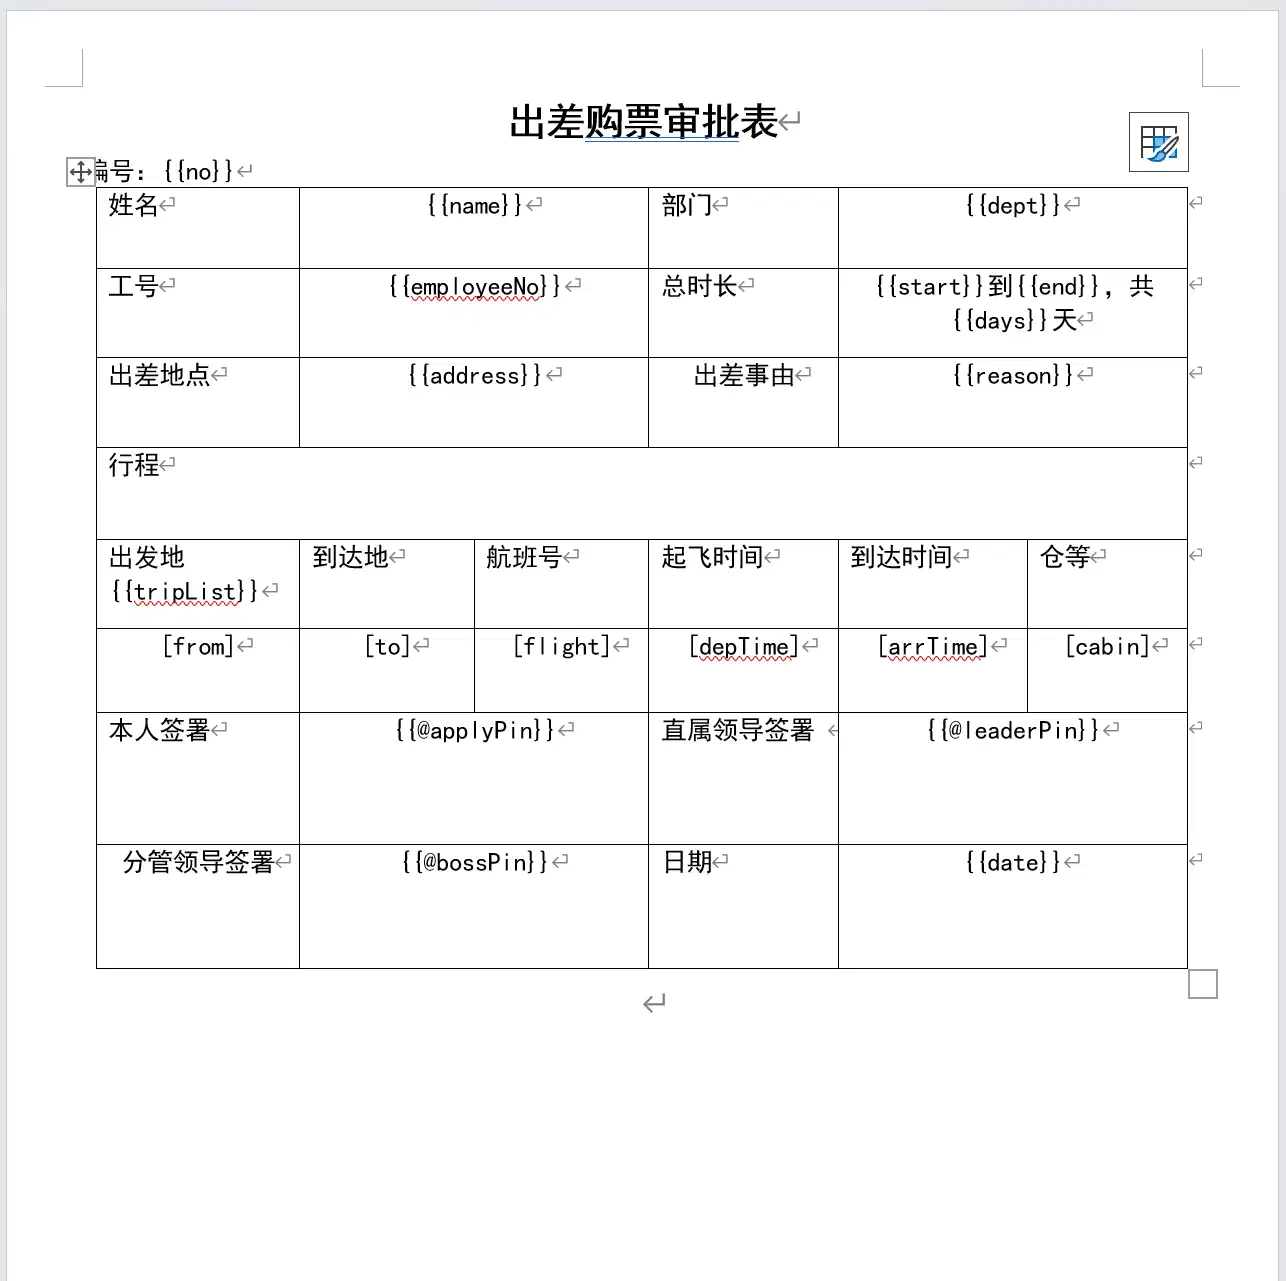 出差购票审批表
编号：{{no}}
姓名 {{name}} 部门 {{dept}}
工号 {{employeeNo}} 总时长 {{start}}到{{end}}，共
{{days}}天
出差地点 {{address}} 出差事由 {{reason}}
行程
出发地 到达地 航班号 起飞时间 到达时间 仓等
{{tripList}}
[from] [to] [flight] [depTime] [arrTime] [cabin]
本人签署 {{@applyPin}} 直属领导签署 {{@leaderPin}}
分管领导签署 {{@bossPin}} 日期 {{date}}